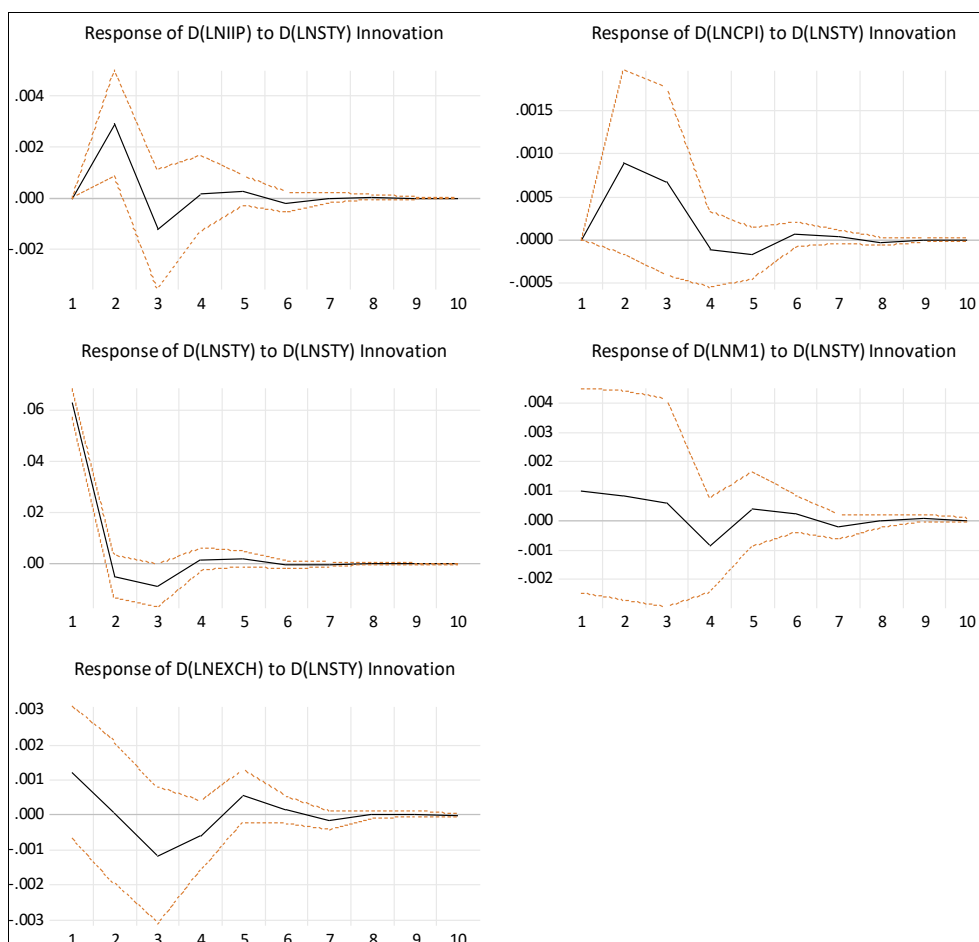 Response of D(LNIIP) to D(LNSTY) Innovation
.004
.002
.000
-.002
1 2 3 4 5 6 7 8 9 10
Response of D(LNCPI) to D(LNSTY) Innovation
.0015
.0010
.0005
.0000
-.0005
1 2 3 4 5 6 7 8 9 10
Response of D(LNSTY) to D(LNSTY) Innovation
.06
.04
.02
.00
1 2 3 4 5 6 7 8 9 10
Response of D(LNM1) to D(LNSTY) Innovation
.004
.003
.002
.001
.000
-.001
-.002
1 2 3 4 5 6 7 8 9 10
Response of D(LNEXCH) to D(LNSTY) Innovation
.003
.002
.001
.000
-.001
-.002
-.003
1 2 3 4 5 6 7 8 9 10